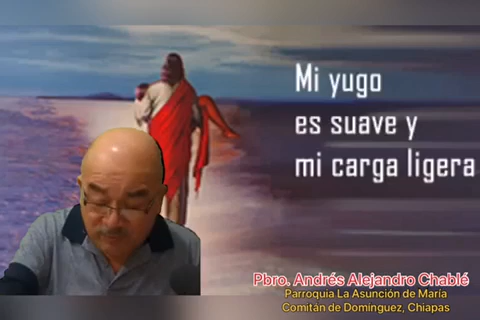 Mi yugo
es suave y
mi carga ligera
Pbro. Andrés Alejandro Chablé
Parroquia La Asunción de María
Comitán de Domínguez, Chiapas